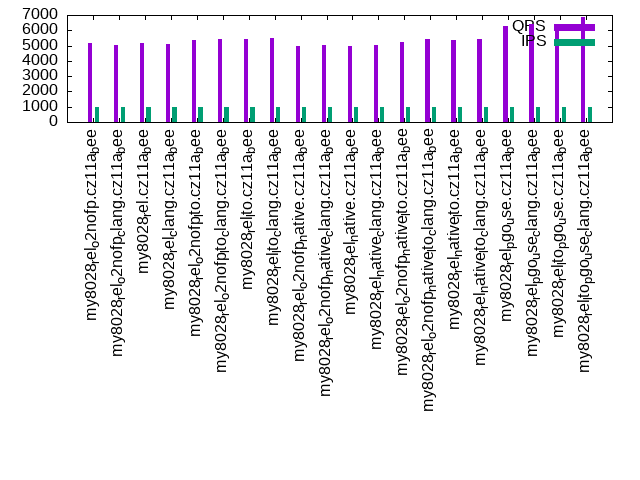 7000
6000
5000
4000
3000
2000
1000
0
QPS
IPS
my8028relo2nofp.cz11abee
my8028relo2nofpclang.cz11abee
my8028rel.cz11abee
my8028relclang.cz11abee
my8028relo2nofplto.cz11abee
my8028relo2nofpltoclang.cz11abee
my8028rellto.cz11abee
my8028relltoclang.cz11abee
my8028relo2nofpnative.cz11abee
my8028relo2nofpnativeclang.cz11abee
my8028relnative.cz11abee
my8028relnativeclang.cz11abee
my8028relo2nofpnativelto.cz11abee
my8028relo2nofpnativeltoclang.cz11abee
my8028relnativelto.cz11abee
my8028relnativeltoclang.cz11abee
my8028relpgouse.cz11abee
my8028relpgouseclang.cz11abee
my8028relltopgouse.cz11abee
my8028relltopgouseclang.cz11abee